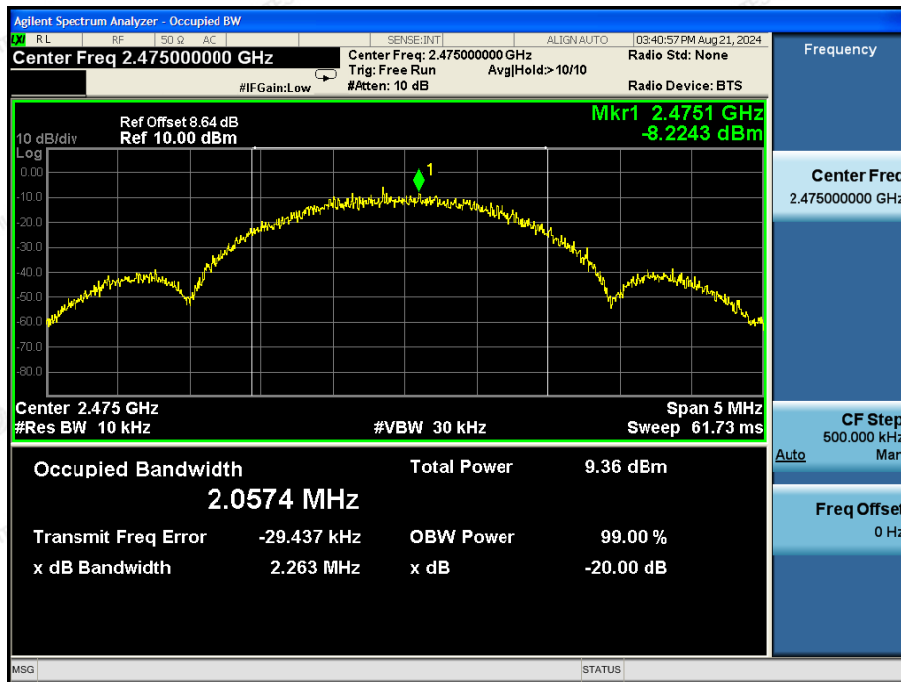 Agilent Spectrum Analyzer - Occupied BW
LXI RL RF 50 Ω AC SENSE:INT ALIGN AUTO 03:40:57 PM Aug 21, 2024
Center Freq 2.475000000 GHz
Center Freq: 2.475000000 GHz
Radio Std: None
Trig: Free Run Avg|Hold:>10/10
#IFGain:Low #Atten: 10 dB Radio Device: BTS
Mkr1 2.4751 GHz
-8.2243 dBm
Ref Offset 8.64 dB
10 dB/div Ref 10.00 dBm
Log
1
0.00
-10.0
-20.0
-30.0
-40.0
-50.0
-60.0
-70.0
-80.0
Center 2.475 GHz Span 5 MHz
#Res BW 10 kHz #VBW 30 kHz Sweep 61.73 ms
Occupied Bandwidth Total Power 9.36 dBm
2.0574 MHz
Transmit Freq Error -29.437 kHz OBW Power 99.00 %
x dB Bandwidth 2.263 MHz x dB -20.00 dB
MSG STATUS
Frequency
Center Freq
2.475000000 GHz
CF Step
500.000 kHz
Auto Man
Freq Offset
0 Hz